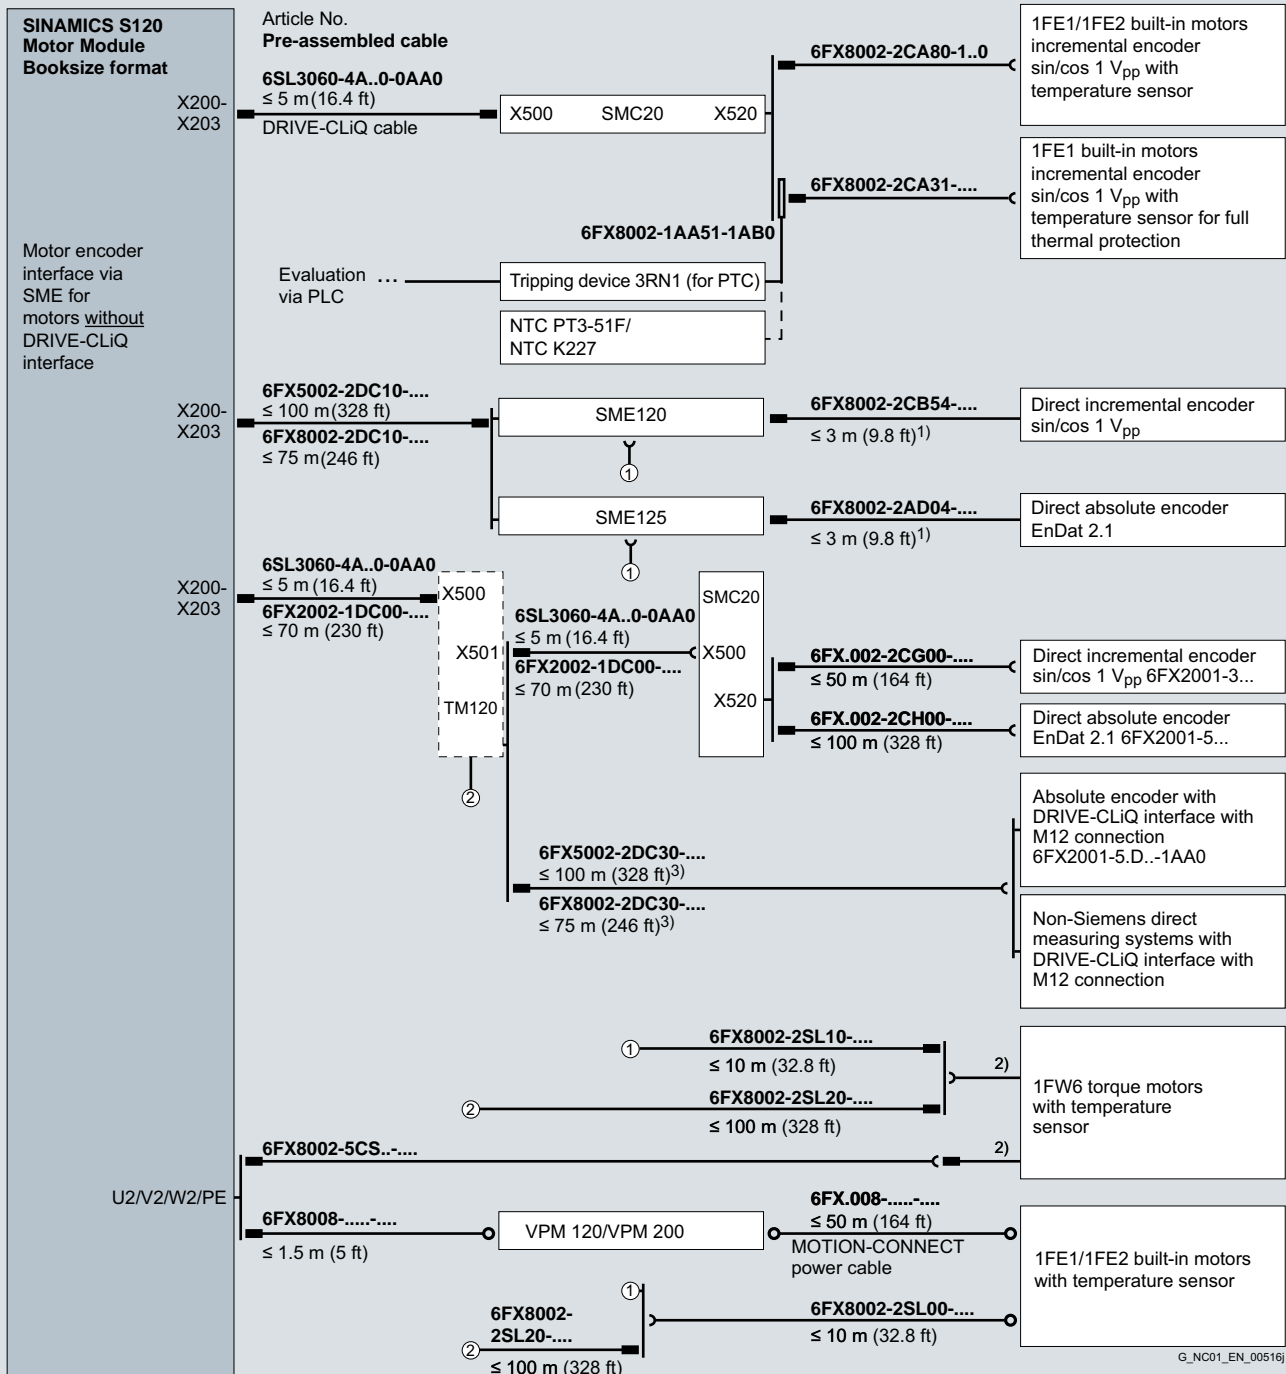 SINAMICS S120
Motor Module
Booksize format
Article No.
Pre-assembled cable
6SL3060-4A..0-0AA0
≤ 5 m (16.4 ft)
DRIVE-CLiQ cable
X200-
X203
X500 SMC20 X520
6FX8002-2CA80-1..0
1FE1/1FE2 built-in motors
incremental encoder
sin/cos 1 Vpp with
temperature sensor
6FX8002-2CA31-....
1FE1 built-in motors
incremental encoder
sin/cos 1 Vpp with
temperature sensor for full
thermal protection
6FX8002-1AA51-1AB0
Motor encoder
interface via
SME for
motors without
DRIVE-CLiQ
interface
Evaluation ...
via PLC
Tripping device 3RN1 (for PTC)
NTC PT3-51F/
NTC K227
X200-
X203
6FX5002-2DC10-....
≤ 100 m (328 ft)
6FX8002-2DC10-....
≤ 75 m (246 ft)
SME120
①
6FX8002-2CB54-....
≤ 3 m (9.8 ft)1)
Direct incremental encoder
sin/cos 1 Vpp
SME125
①
6FX8002-2AD04-....
≤ 3 m (9.8 ft)1)
Direct absolute encoder
EnDat 2.1
X200-
X203
6SL3060-4A..0-0AA0
≤ 5 m (16.4 ft)
6FX2002-1DC00-....
≤ 70 m (230 ft)
X500
X501
TM120
②
6SL3060-4A..0-0AA0
≤ 5 m (16.4 ft)
6FX2002-1DC00-....
≤ 70 m (230 ft)
SMC20
X500
X520
6FX.002-2CG00-....
≤ 50 m (164 ft)
Direct incremental encoder
sin/cos 1 Vpp 6FX2001-3...
6FX.002-2CH00-....
≤ 100 m (328 ft)
Direct absolute encoder
EnDat 2.1 6FX2001-5...
6FX5002-2DC30-....
≤ 100 m (328 ft)3)
6FX8002-2DC30-....
≤ 75 m (246 ft)3)
Absolute encoder with
DRIVE-CLiQ interface with
M12 connection
6FX2001-5.D..-1AA0
Non-Siemens direct
measuring systems with
DRIVE-CLiQ interface with
M12 connection
①
6FX8002-2SL10-....
≤ 10 m (32.8 ft)
②
6FX8002-2SL20-....
≤ 100 m (328 ft)
2)
1FW6 torque motors
with temperature
sensor
6FX8002-5CS..-....
2)
U2/V2/W2/PE
6FX8008-.....-....
≤ 1.5 m (5 ft)
VPM 120/VPM 200
6FX.008-.....-....
≤ 50 m (164 ft)
MOTION-CONNECT
power cable
1FE1/1FE2 built-in motors
with temperature sensor
①
6FX8002-
2SL20-....
②
≤ 100 m (328 ft)
6FX8002-2SL00-....
≤ 10 m (32.8 ft)
G_NC01_EN_00516j